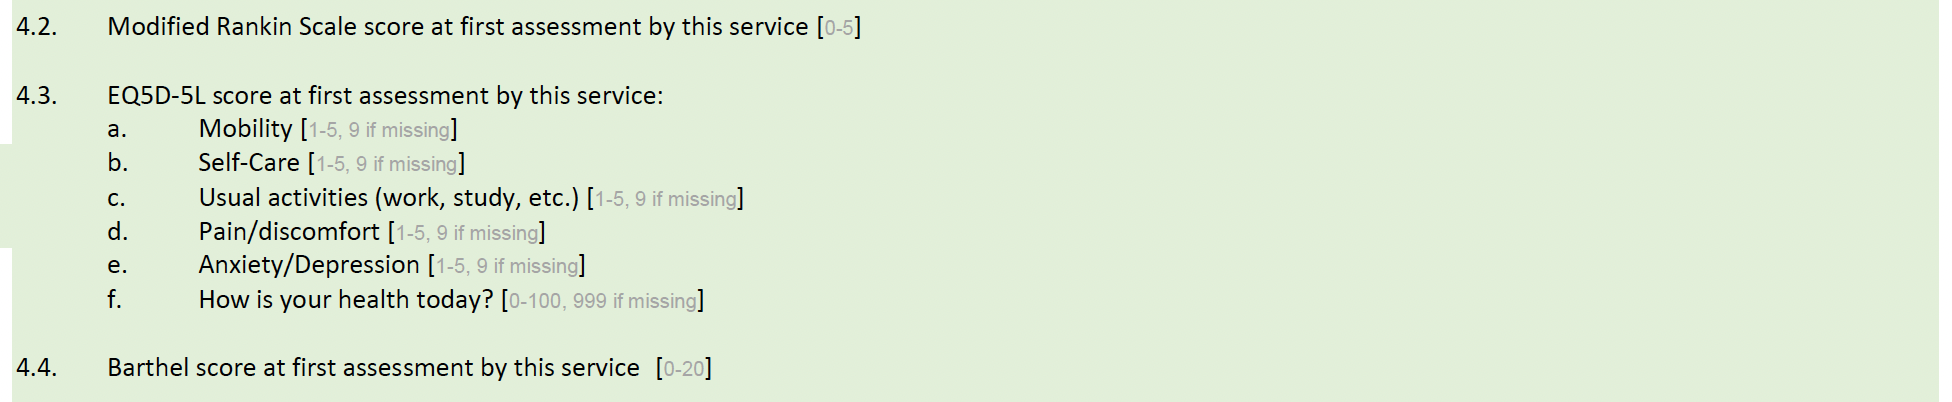 4.2. Modified Rankin Scale score at first assessment by this service [0-5]
4.3. EQ5D-5L score at first assessment by this service:
a. Mobility [1-5, 9 if missing]
b. Self-Care [1-5, 9 if missing]
c. Usual activities (work, study, etc.) [1-5, 9 if missing]
d. Pain/discomfort [1-5, 9 if missing]
e. Anxiety/Depression [1-5, 9 if missing]
f. How is your health today? [0-100, 999 if missing]
4.4. Barthel score at first assessment by this service [0-20]